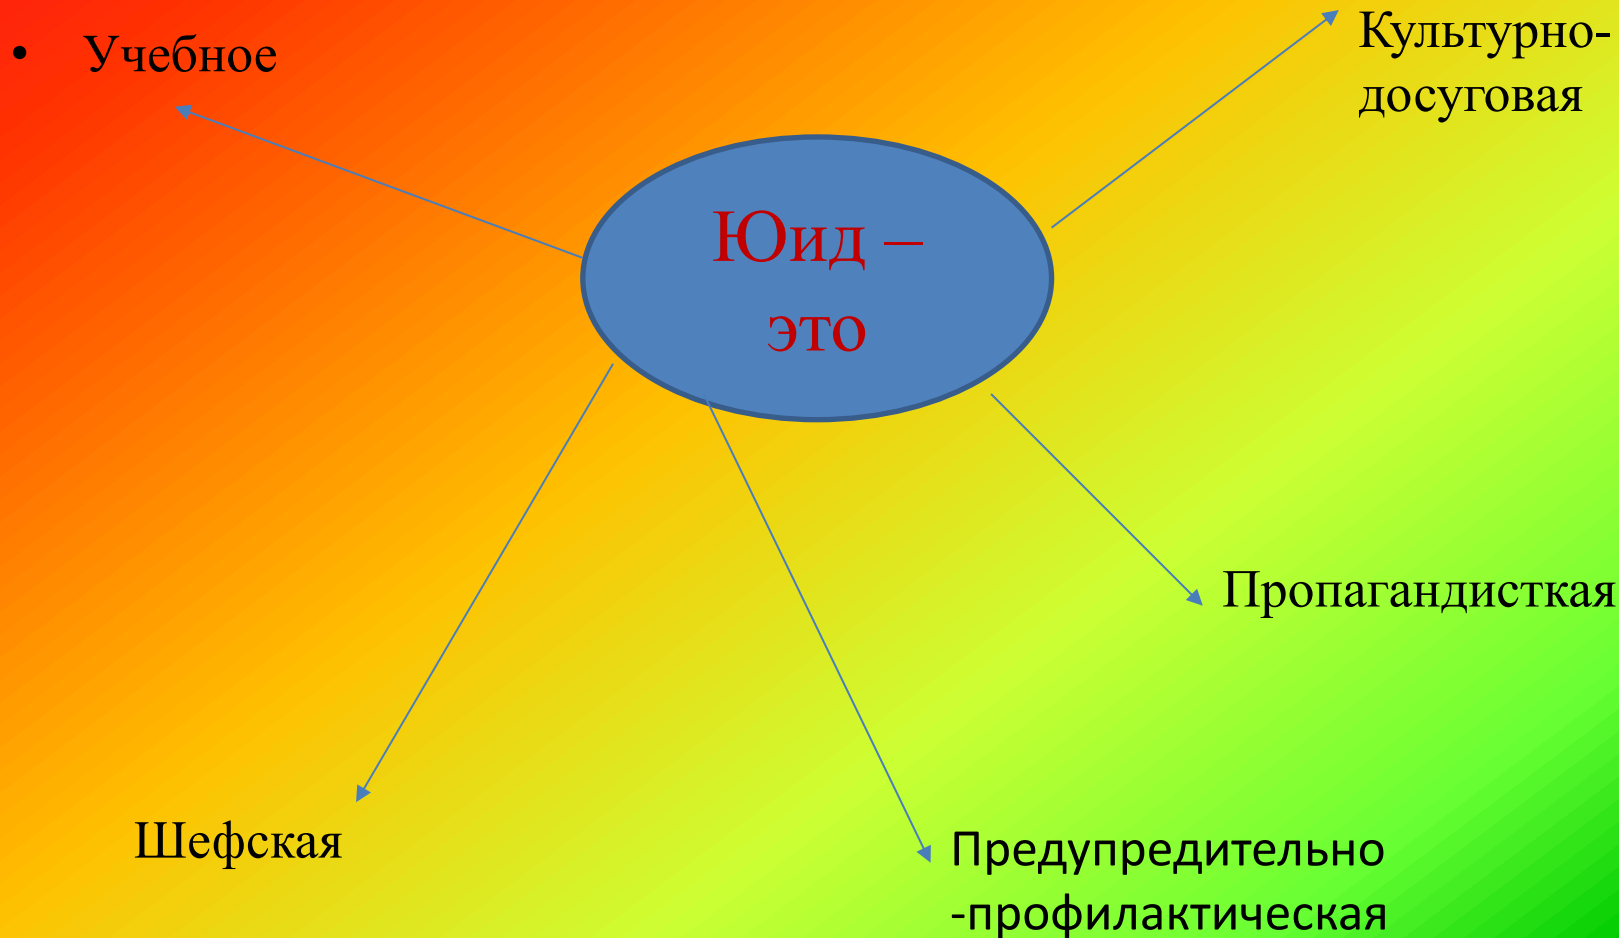 • Учебное
Культурно-
досуговая
Юид –
это
Пропагандисткая
Шефская
Предупредительно
-профилактическая